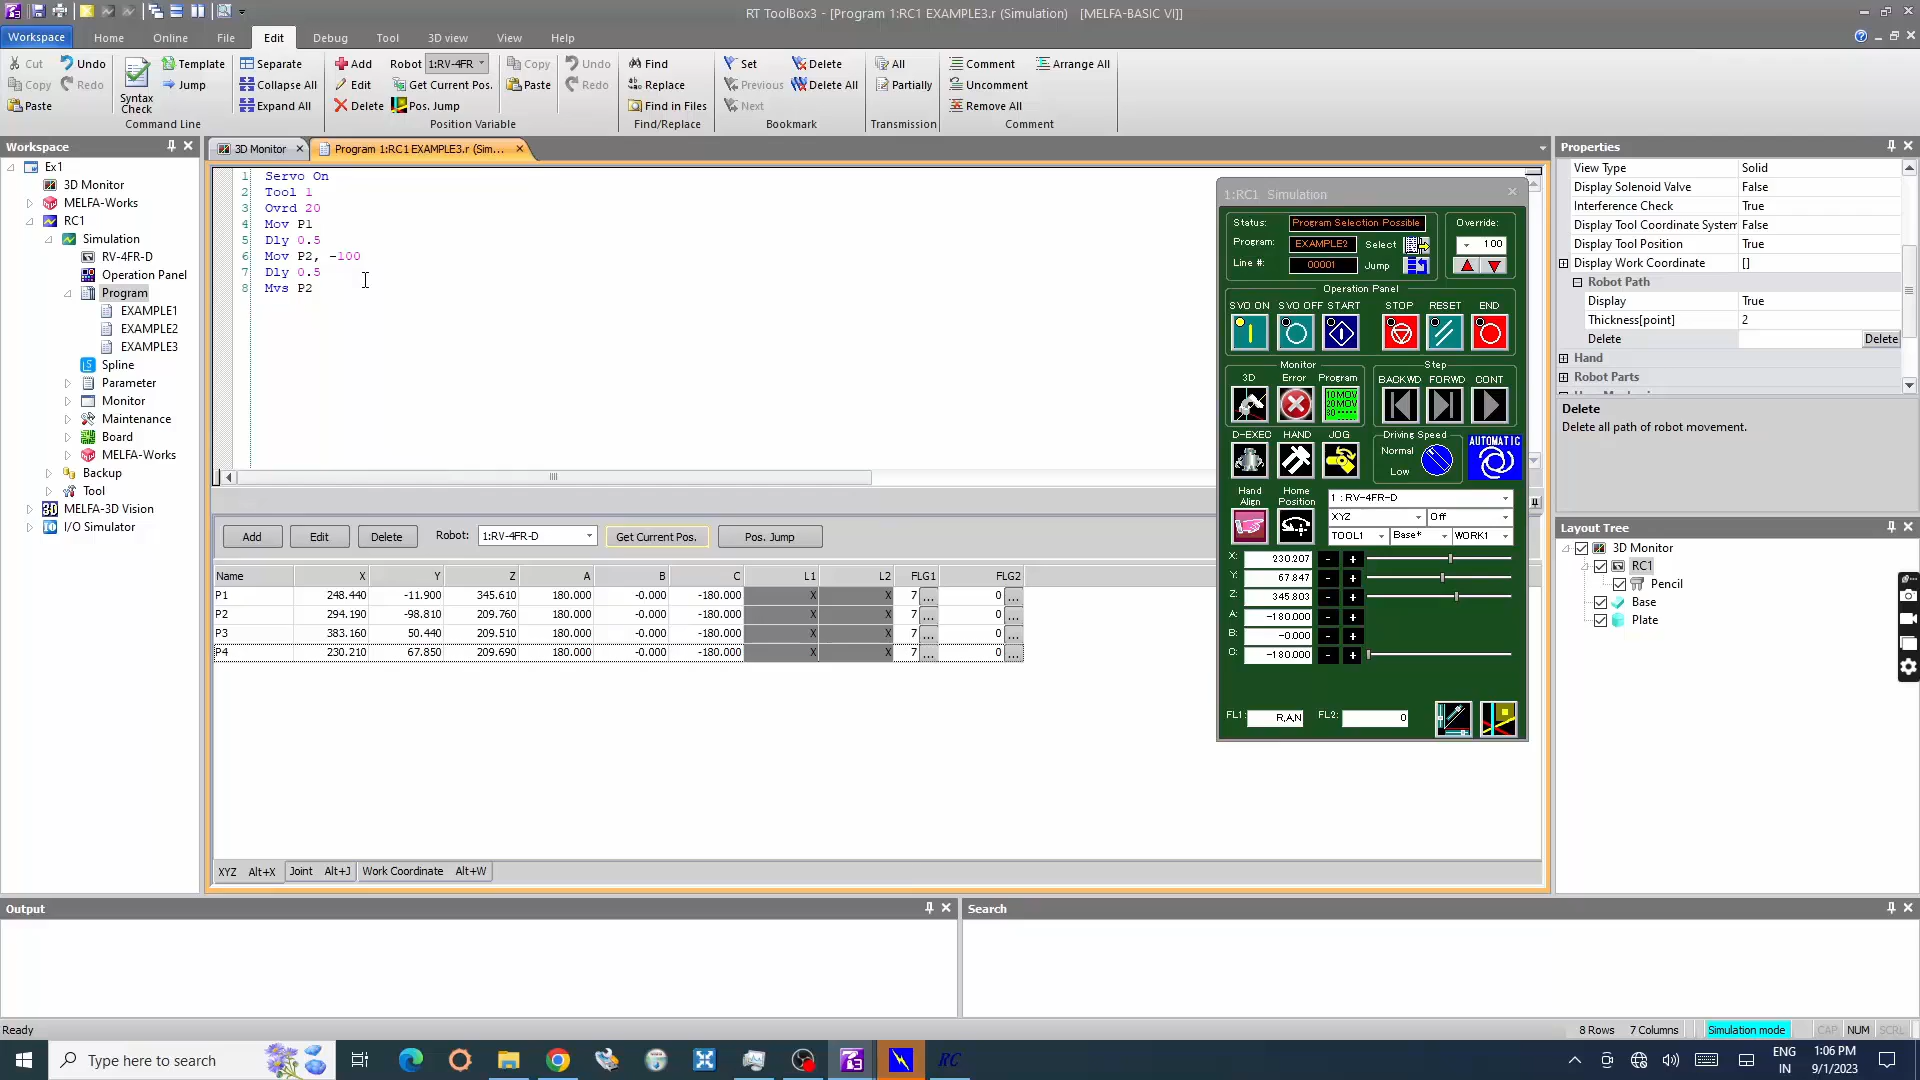 RT ToolBox3 - [Program 1:RC1 EXAMPLE3.r (Simulation) [MELFA-BASIC VI]]
Workspace Home Online File Edit Debug Tool 3D view View Help
Cut Undo Template Separate Add Robot 1:RV-4FR Copy Undo Find Set Delete All Comment Arrange All
Copy Redo Jump Collapse All Edit Get Current Pos. Paste Redo Replace Previous Delete All Partially Uncomment
Paste Syntax Check Expand All Delete Pos. Jump Find in Files Next Remove All
Command Line Position Variable Find/Replace Bookmark Transmission Comment
Workspace
Ex1
3D Monitor
MELFA-Works
RC1
Simulation
RV-4FR-D
Operation Panel
Program
EXAMPLE1
EXAMPLE2
EXAMPLE3
Spline
Parameter
Monitor
Maintenance
Board
MELFA-Works
Backup
Tool
MELFA-3D Vision
I/O Simulator
3D Monitor Program 1:RC1 EXAMPLE3.r (Sim...
1 Servo On
2 Tool 1
3 Ovrd 20
4 Mov P1
5 Dly 0.5
6 Mov P2, -100
7 Dly 0.5
8 Mvs P2
Add Edit Delete Robot: 1:RV-4FR-D Get Current Pos. Pos. Jump
Name X Y Z A B C L1 L2 FLG1 FLG2
P1 248.440 -11.900 345.610 180.000 -0.000 -180.000 X X 7 ... 0 ...
P2 294.190 -98.810 209.760 180.000 -0.000 -180.000 X X 7 ... 0 ...
P3 383.160 50.440 209.510 180.000 -0.000 -180.000 X X 7 ... 0 ...
P4 230.210 67.850 209.690 180.000 -0.000 -180.000 X X 7 ... 0 ...
XYZ Alt+X Joint Alt+J Work Coordinate Alt+W
1:RC1 Simulation
Status: Program Selection Possible Override:
Program: EXAMPLE2 Select 100
Line #: 00001 Jump
Operation Panel
SVO ON SVO OFF START STOP RESET END
Monitor Step
3D Error Program BACKWD FORWD CONT
10MOV
20MOV
30
D-EXEC HAND JOG Driving Speed AUTOMATIC
Normal
Low
Hand Align Home Position 1 : RV-4FR-D
XYZ Off
TOOL1 Base* WORK1
X: 230.207 - +
Y: 67.847 - +
Z: 345.803 - +
A: -180.000 - +
B: -0.000 - +
C: -180.000 - +
FL1: R,A,N FL2: 0
Properties
View Type Solid
Display Solenoid Valve False
Interference Check True
Display Tool Coordinate System False
Display Tool Position True
Display Work Coordinate []
Robot Path
Display True
Thickness[point] 2
Delete Delete
Hand
Robot Parts
Delete
Delete all path of robot movement.
Layout Tree
3D Monitor
RC1
Pencil
Base
Plate
Output
Search
Ready 8 Rows 7 Columns Simulation mode CAP NUM SCRL
Type here to search RC ENG IN 1:06 PM 9/1/2023